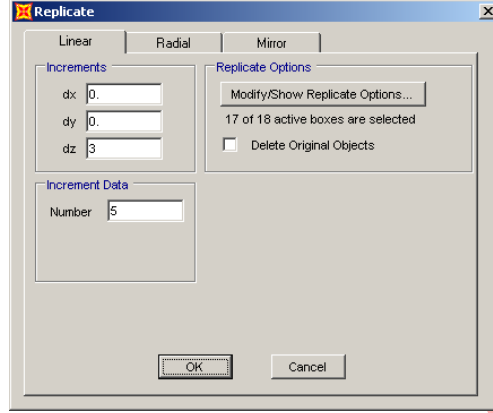 Replicate
Linear
Radial
Mirror
Increments
dx 0.
dy 0.
dz 3
Replicate Options
Modify/Show Replicate Options...
17 of 18 active boxes are selected
Delete Original Objects
Increment Data
Number 5
OK
Cancel